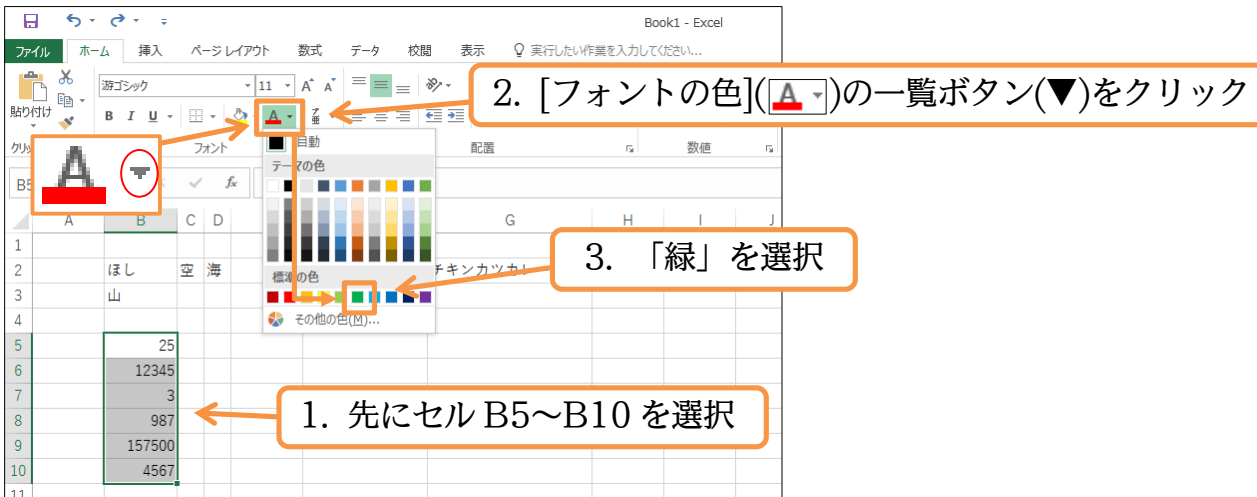 Book1 - Excel
ファイル ホーム 挿入 ページ レイアウト 数式 データ 校閲 表示 実行したい作業を入力してください...
游ゴシック 11 A A
貼り付け
B I U A
2. [フォントの色](A)の一覧ボタン(▼)をクリック
フォント 配置 数値
自動
A
テーマの色
fx
A B C D G H I J
1
2 ほし 空 海 チキンカツカレ
3. 「緑」を選択
標準の色
3 山
4 その他の色(M)...
5 25
6 12345
7 3
1. 先にセル B5～B10 を選択
8 987
9 157500
10 4567
11